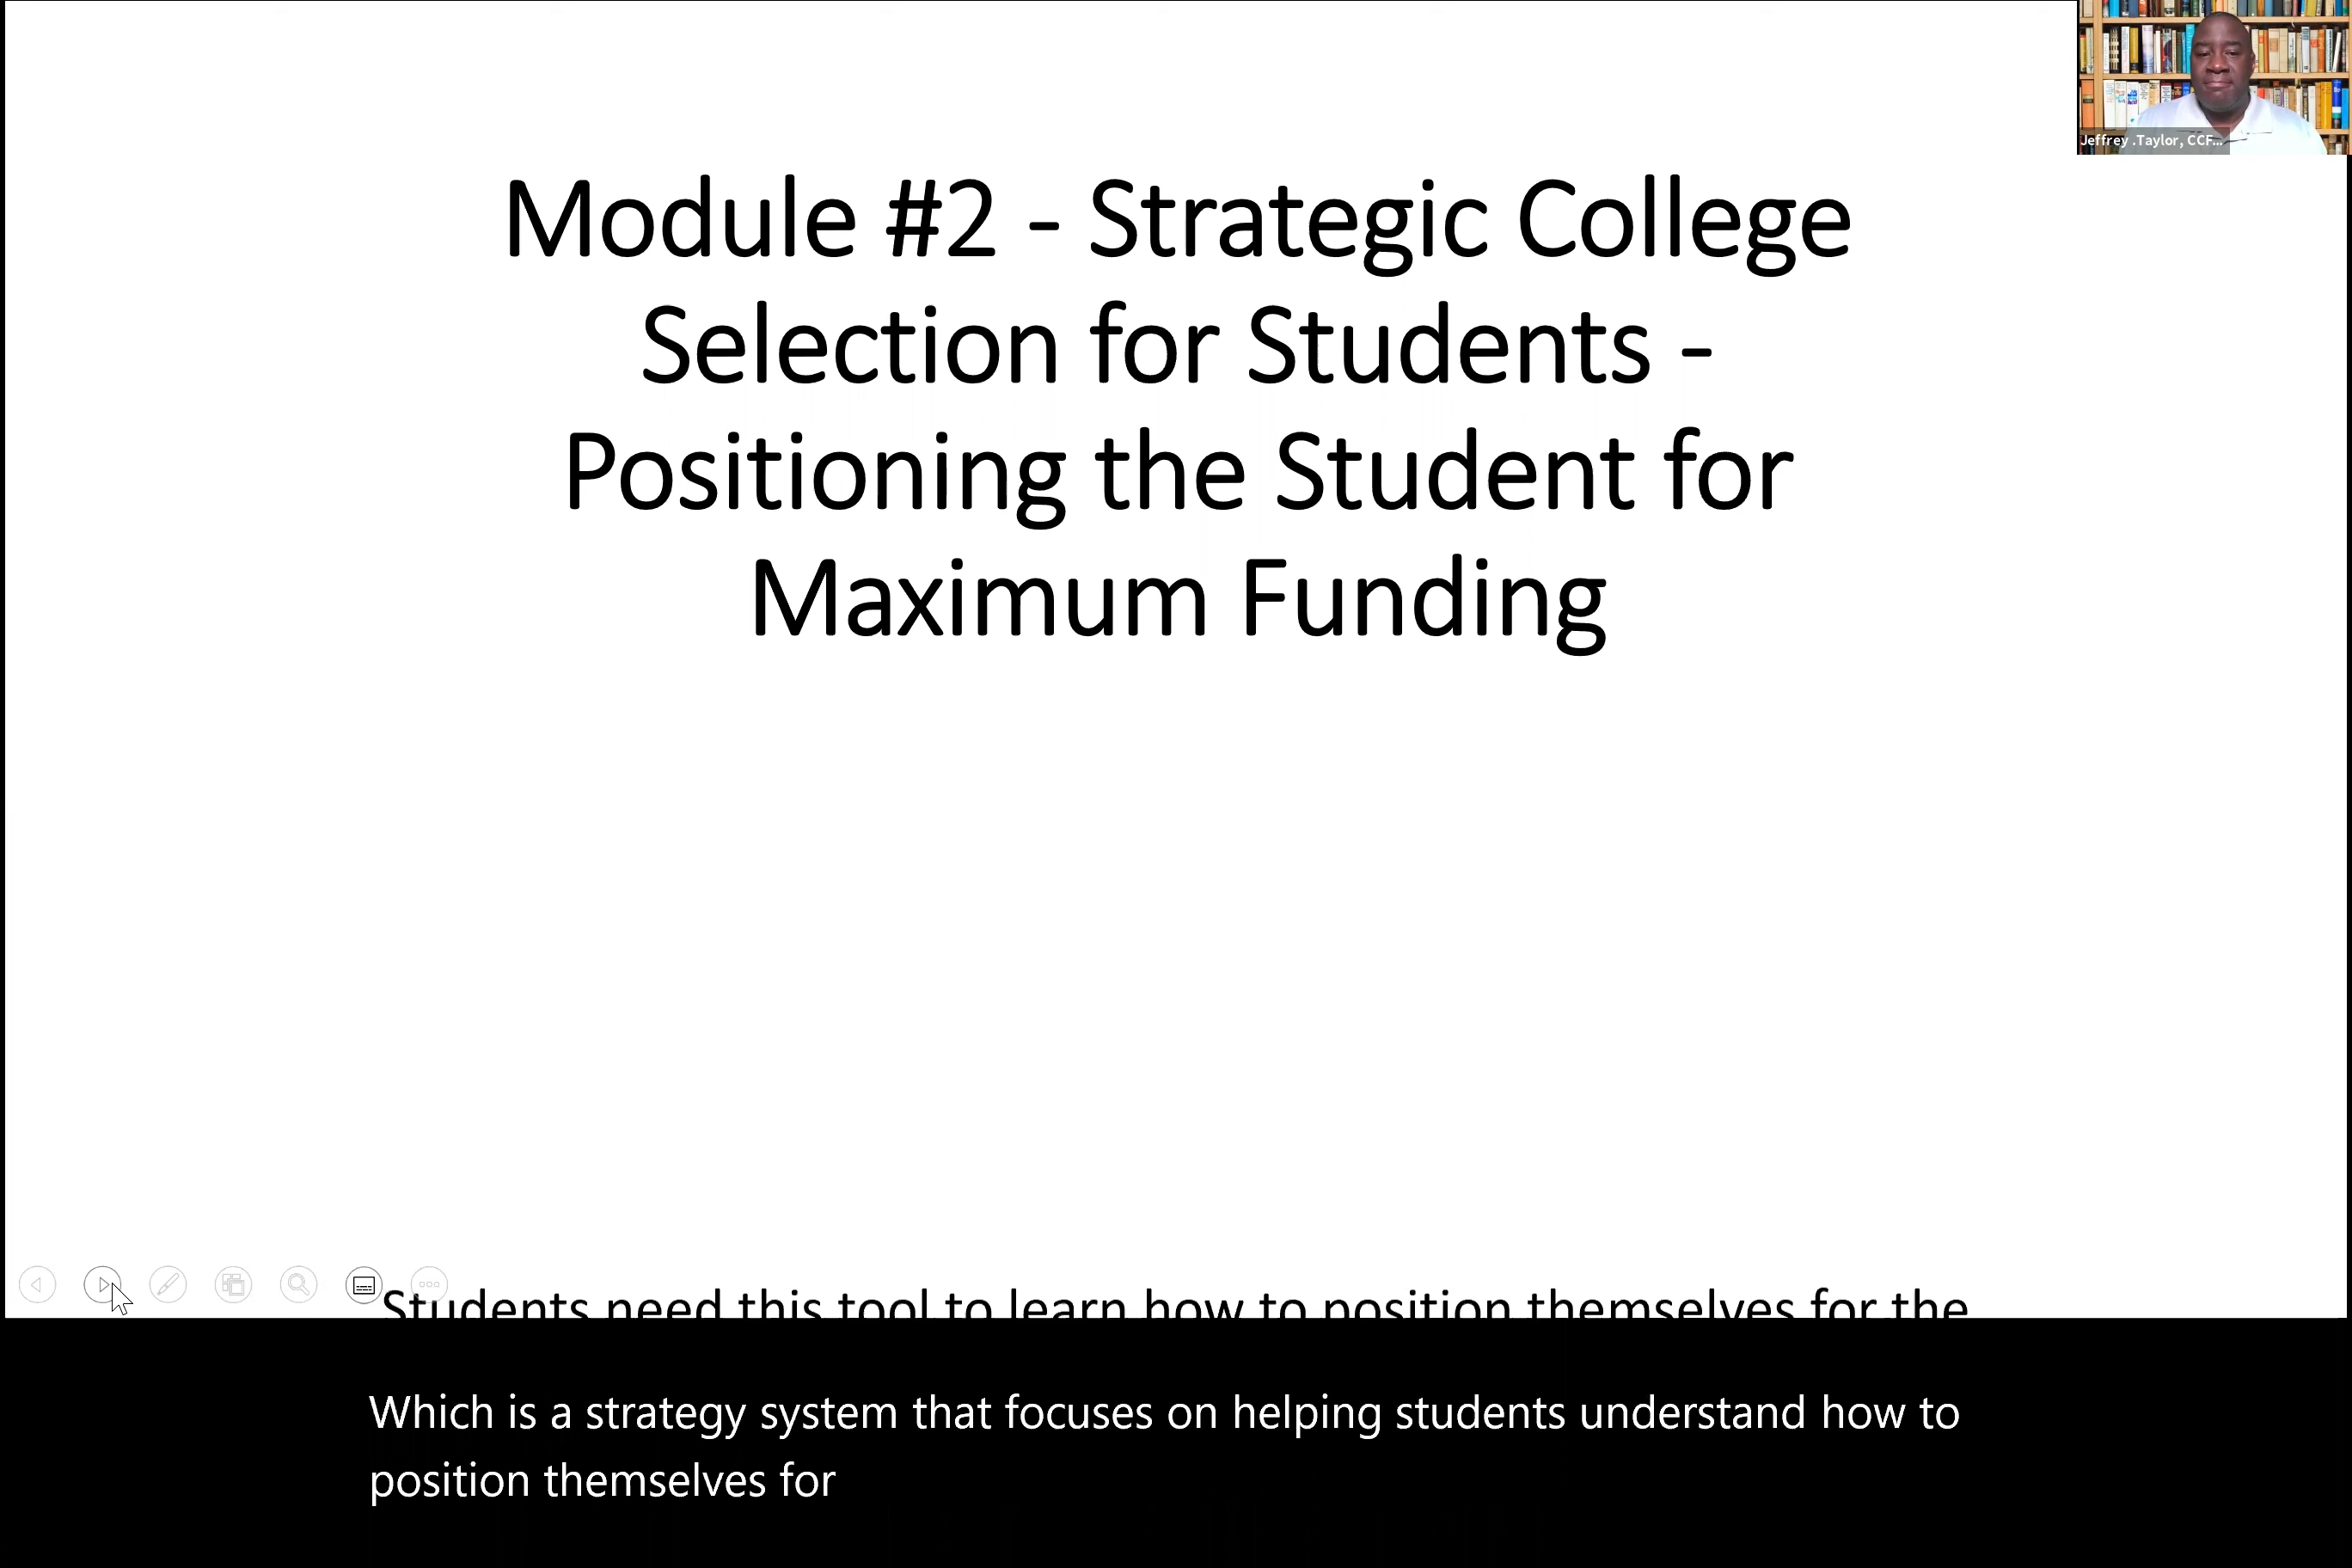 Jeffrey .Taylor, CCF...
Module #2 - Strategic College
Selection for Students -
Positioning the Student for
Maximum Funding
Students need this tool to learn how to position themselves for the
Which is a strategy system that focuses on helping students understand how to
position themselves for